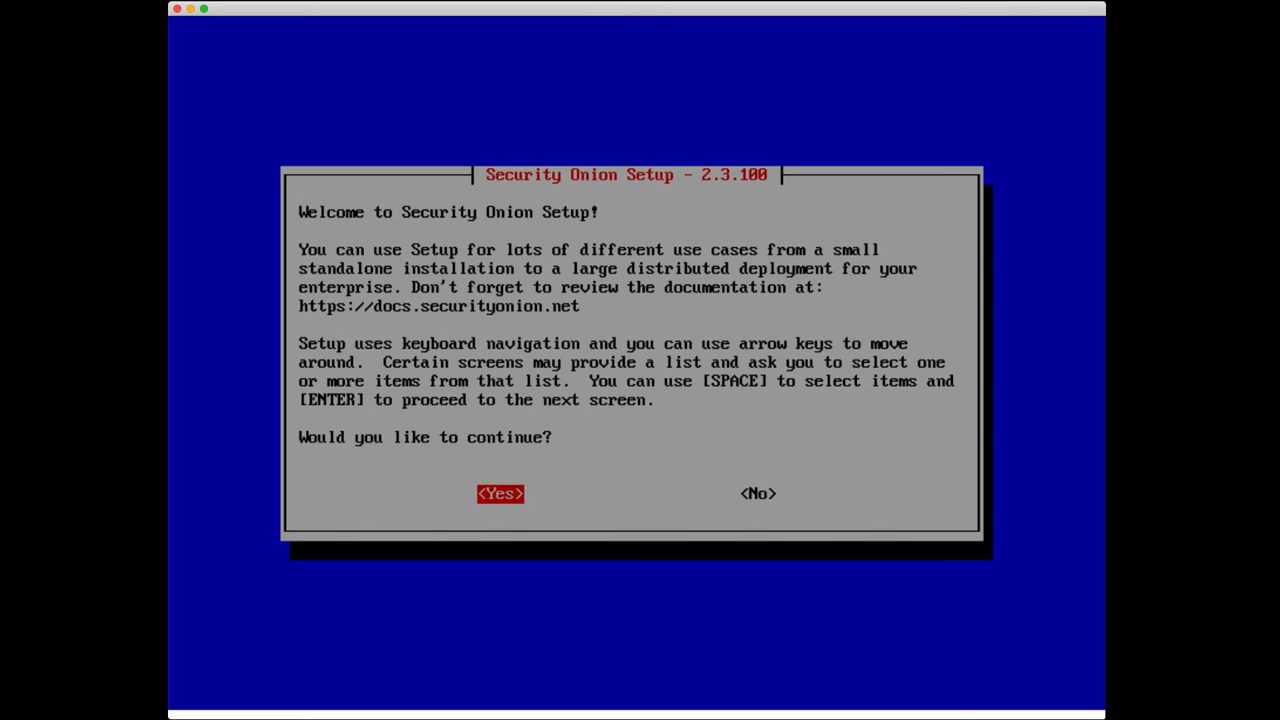 Security Onion Setup - 2.3.100
Welcome to Security Onion Setup!
You can use Setup for lots of different use cases from a small
standalone installation to a large distributed deployment for your
enterprise. Don't forget to review the documentation at:
https://docs.securityonion.net
Setup uses keyboard navigation and you can use arrow keys to move
around.  Certain screens may provide a list and ask you to select one
or more items from that list.  You can use [SPACE] to select items and
[ENTER] to proceed to the next screen.
Would you like to continue?
<Yes> <No>